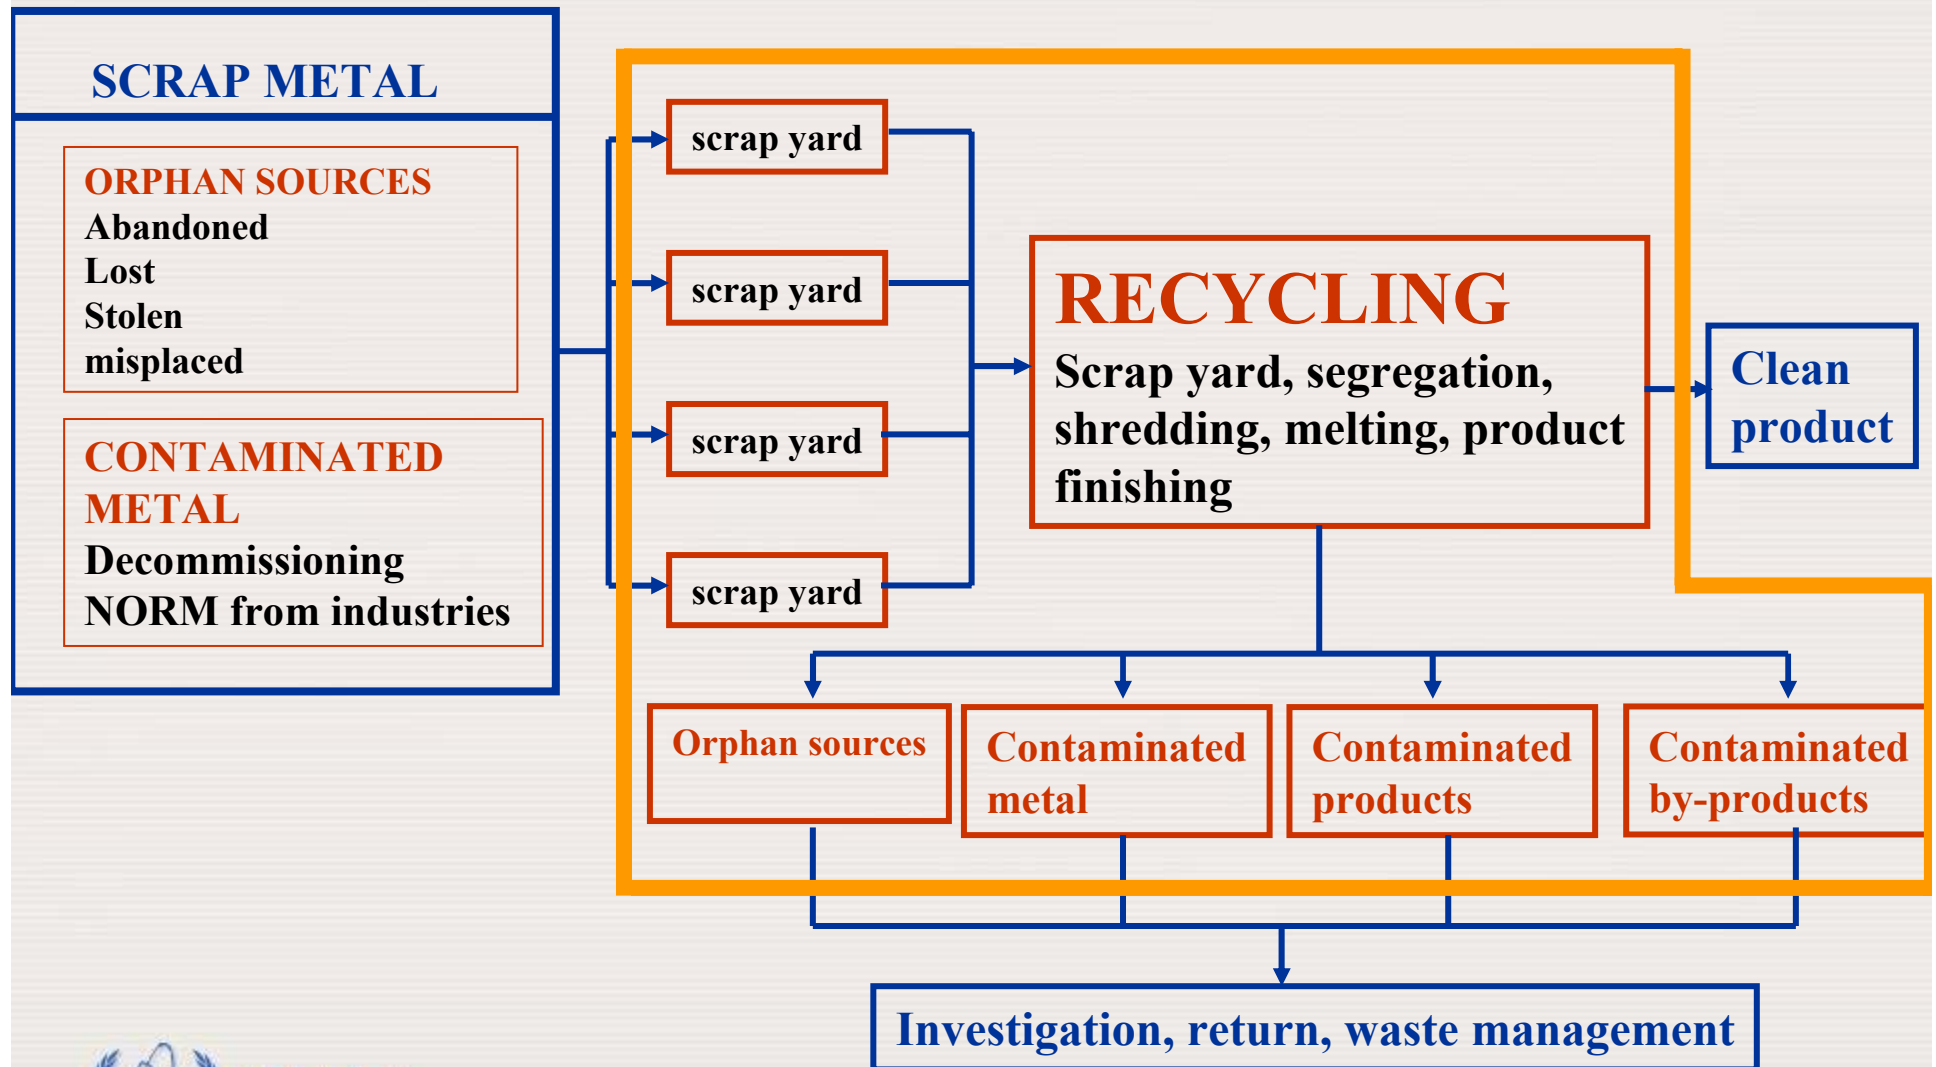 SCRAP METAL
ORPHAN SOURCES
Abandoned
Lost
Stolen
misplaced
CONTAMINATED
METAL
Decommissioning
NORM from industries
scrap yard
scrap yard
scrap yard
scrap yard
RECYCLING
Scrap yard, segregation,
shredding, melting, product
finishing
Clean
product
Orphan sources
Contaminated
metal
Contaminated
products
Contaminated
by-products
Investigation, return, waste management